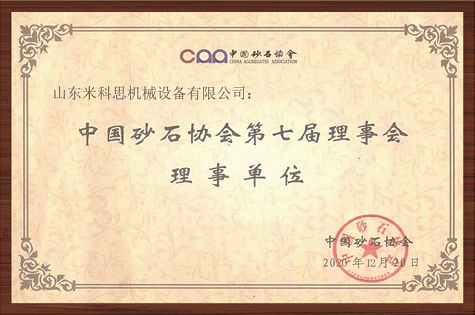 caa 中国砂石协会
CHINA AGGREGATES ASSOCIATION
山东米科思机械设备有限公司：
中国砂石协会第七届理事会
理事单位
中国砂石协会
2020年12月20日